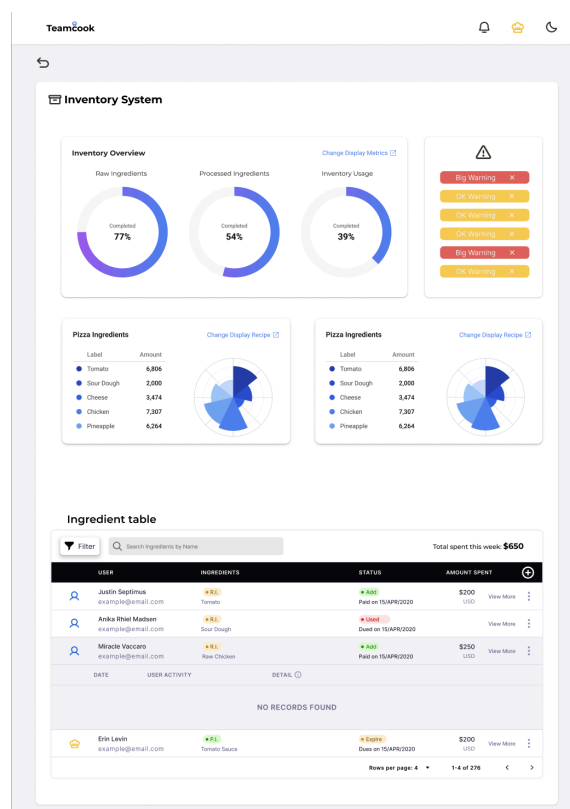 Teamcook
Inventory System
Inventory Overview
Change Display Metrics
Raw Ingredients
Processed Ingredients
Inventory Usage
Completed
77%
Completed
54%
Completed
39%
Big Warning ×
OK Warning ×
OK Warning ×
OK Warning ×
Big Warning ×
OK Warning ×
Pizza Ingredients
Change Display Recipe
Label Amount
Tomato 6,806
Sour Dough 2,000
Cheese 3,474
Chicken 7,307
Pineapple 6,264
Pizza Ingredients
Change Display Recipe
Label Amount
Tomato 6,806
Sour Dough 2,000
Cheese 3,474
Chicken 7,307
Pineapple 6,264
Ingredient table
Filter
Search Ingredients by Name
Total spent this week: $650
USER INGREDIENTS STATUS AMOUNT SPENT
Justin Septimus R.I. Add $200
example@email.com Tomato Paid on 15/APR/2020 USD View More
Anika Rhiel Madsen R.I. Used
example@email.com Sour Dough Dued on 15/APR/2020 View More
Miracle Vaccaro R.I. Add $250
example@email.com Raw Chicken Paid on 15/APR/2020 USD View More
DATE USER ACTIVITY DETAIL
NO RECORDS FOUND
Erin Levin P.I. Expire $200
example@email.com Tomato Sauce Dues on 15/APR/2020 USD View More
Rows per page: 4 1-4 of 276 < >